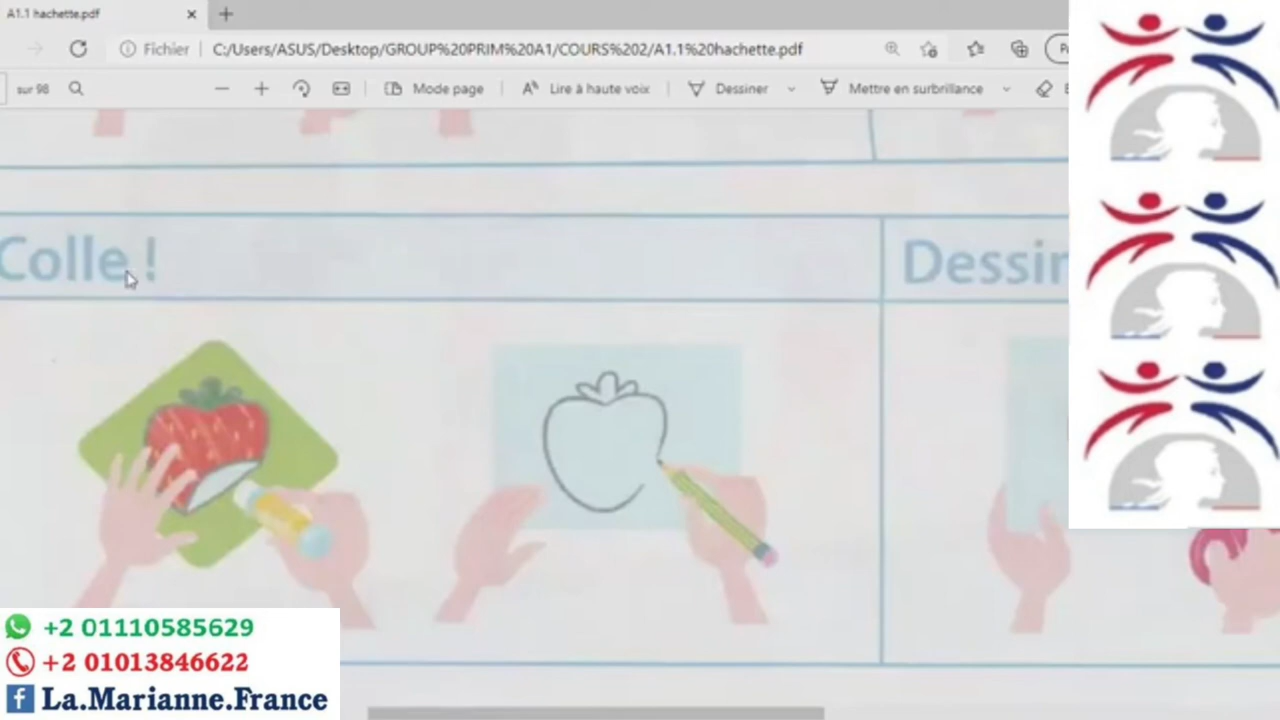 A1.1 hachette.pdf
Fichier C:/Users/ASUS/Desktop/GROUP%20PRIM%20A1/COURS%202/A1.1%20hachette.pdf
sur 98 Mode page Lire à haute voix Dessiner Mettre en surbrillance
Colle !
Dessin
+2 01110585629
+2 01013846622
La.Marianne.France